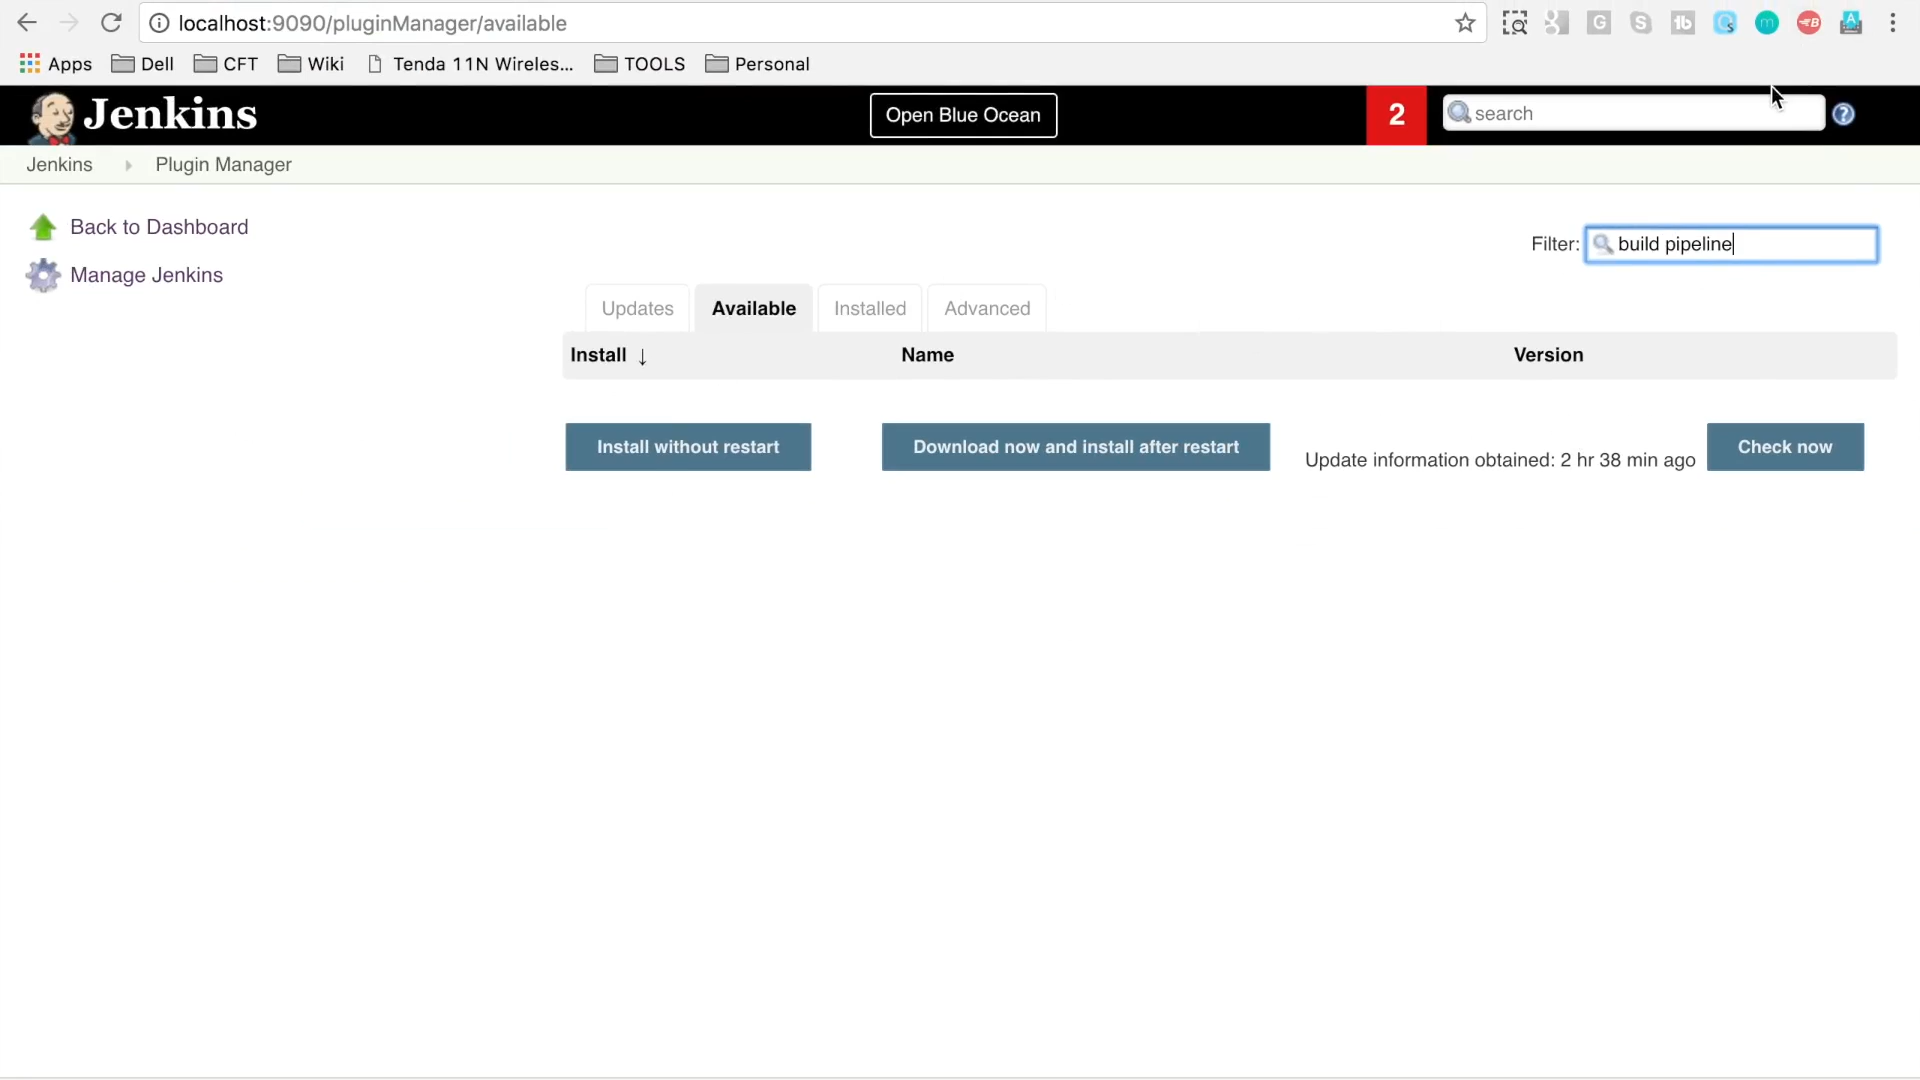 localhost:9090/pluginManager/available
Apps Dell CFT Wiki Tenda 11N Wireles... TOOLS Personal
Jenkins Open Blue Ocean 2 search
Jenkins Plugin Manager
Back to Dashboard
Filter: build pipeline
Manage Jenkins
Updates Available Installed Advanced
Install ↓ Name Version
Install without restart Download now and install after restart Update information obtained: 2 hr 38 min ago Check now